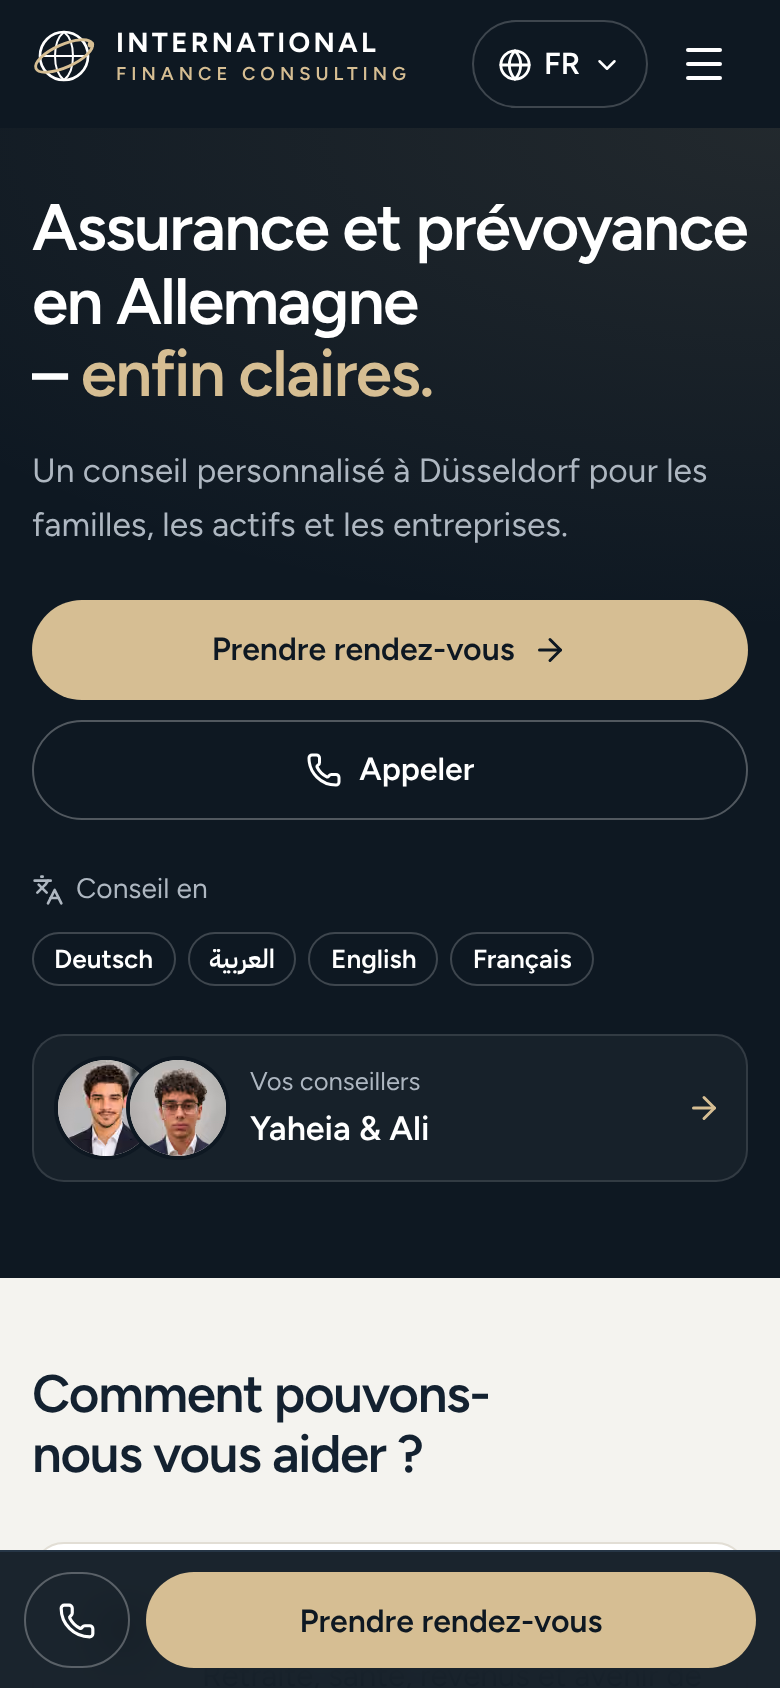 INTERNATIONAL
FINANCE CONSULTING
FR
Assurance et prévoyance
en Allemagne
– enfin claires.
Un conseil personnalisé à Düsseldorf pour les
familles, les actifs et les entreprises.
Prendre rendez-vous
Appeler
Conseil en
Deutsch
العربية
English
Français
Vos conseillers
Yaheia & Ali
Comment pouvons-
nous vous aider ?
Prendre rendez-vous